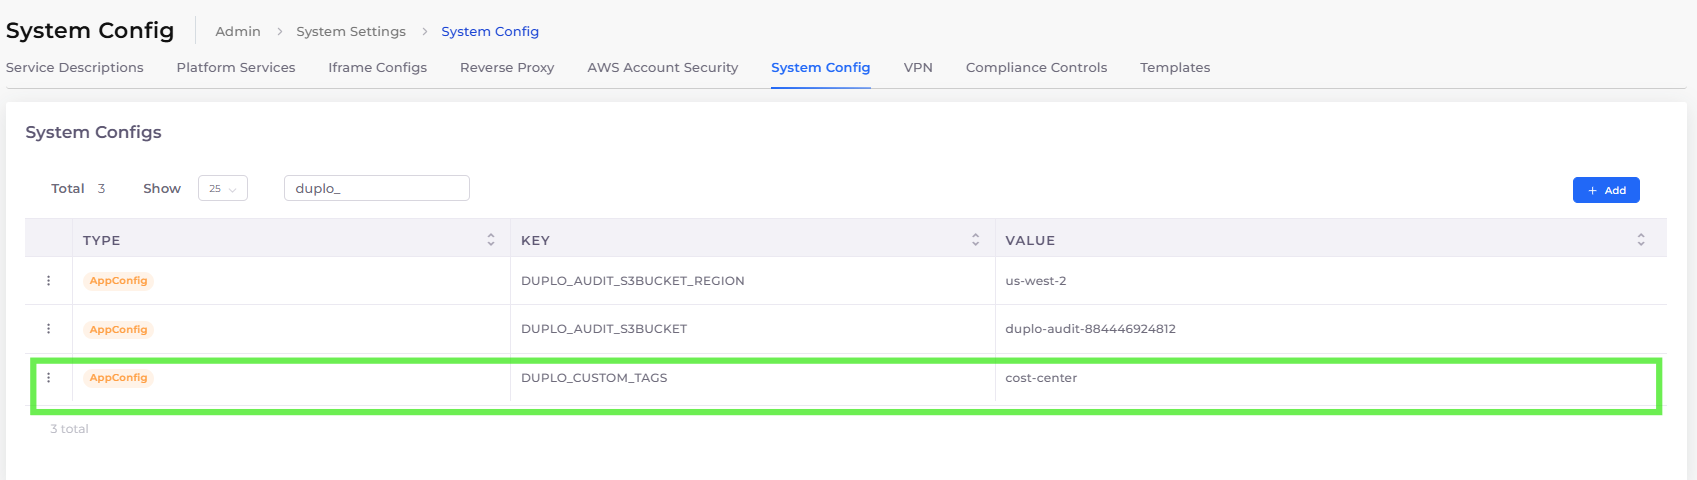 System Config Admin System Settings System Config
Service Descriptions Platform Services Iframe Configs Reverse Proxy AWS Account Security System Config VPN Compliance Controls Templates
System Configs
Total 3 Show 25 duplo_ + Add
TYPE KEY VALUE
AppConfig DUPLO_AUDIT_S3BUCKET_REGION us-west-2
AppConfig DUPLO_AUDIT_S3BUCKET duplo-audit-884446924812
AppConfig DUPLO_CUSTOM_TAGS cost-center
3 total